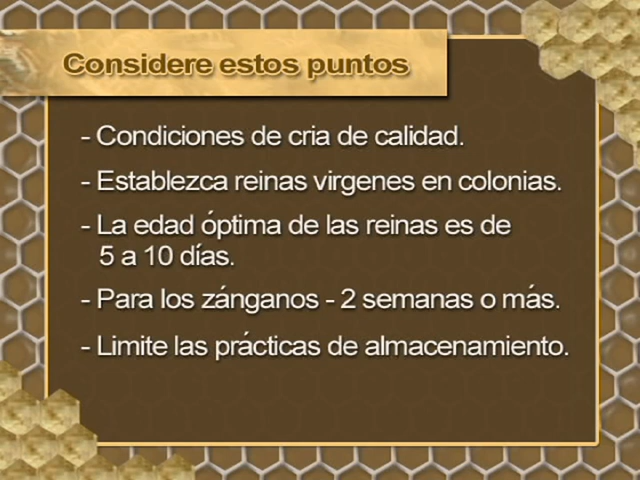 Considere estos puntos
- Condiciones de cria de calidad.
- Establezca reinas virgenes en colonias.
- La edad óptima de las reinas es de
5 a 10 días.
- Para los zánganos - 2 semanas o más.
- Limite las prácticas de almacenamiento.